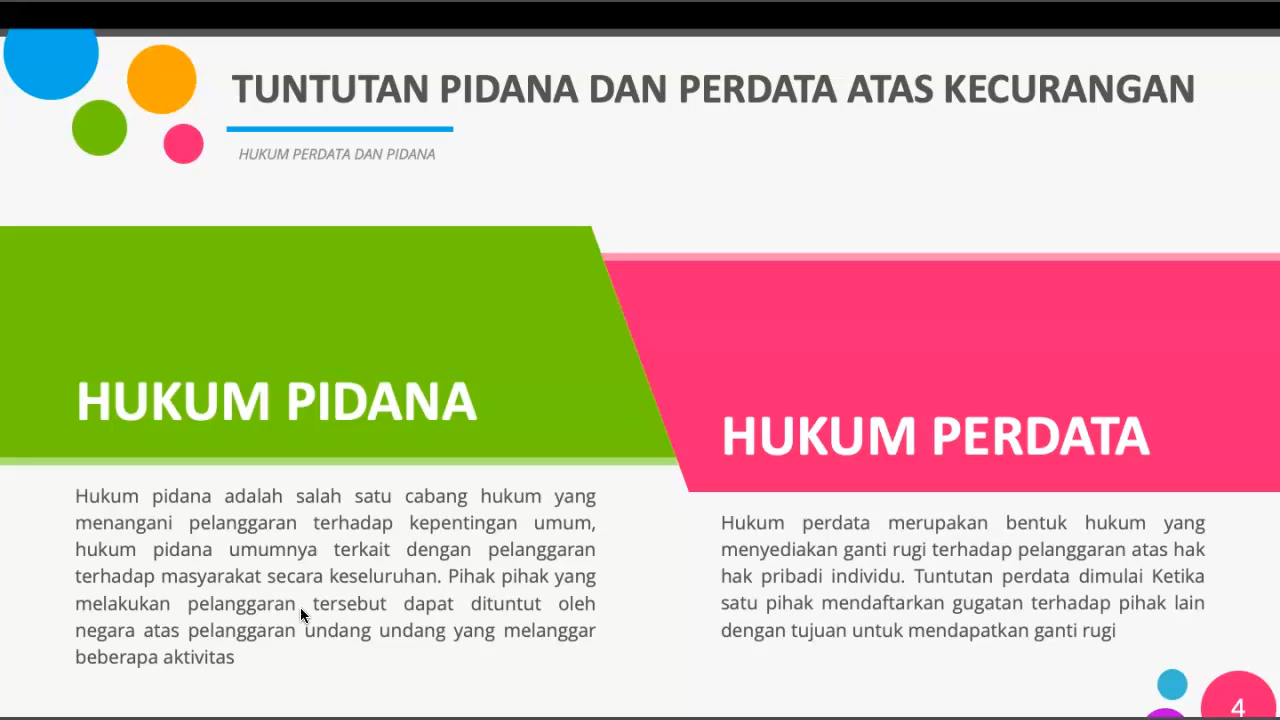 TUNTUTAN PIDANA DAN PERDATA ATAS KECURANGAN
HUKUM PERDATA DAN PIDANA
HUKUM PIDANA
Hukum pidana adalah salah satu cabang hukum yang
menangani pelanggaran terhadap kepentingan umum,
hukum pidana umumnya terkait dengan pelanggaran
terhadap masyarakat secara keseluruhan. Pihak pihak yang
melakukan pelanggaran tersebut dapat dituntut oleh
negara atas pelanggaran undang undang yang melanggar
beberapa aktivitas
HUKUM PERDATA
Hukum perdata merupakan bentuk hukum yang
menyediakan ganti rugi terhadap pelanggaran atas hak
hak pribadi individu. Tuntutan perdata dimulai Ketika
satu pihak mendaftarkan gugatan terhadap pihak lain
dengan tujuan untuk mendapatkan ganti rugi
4